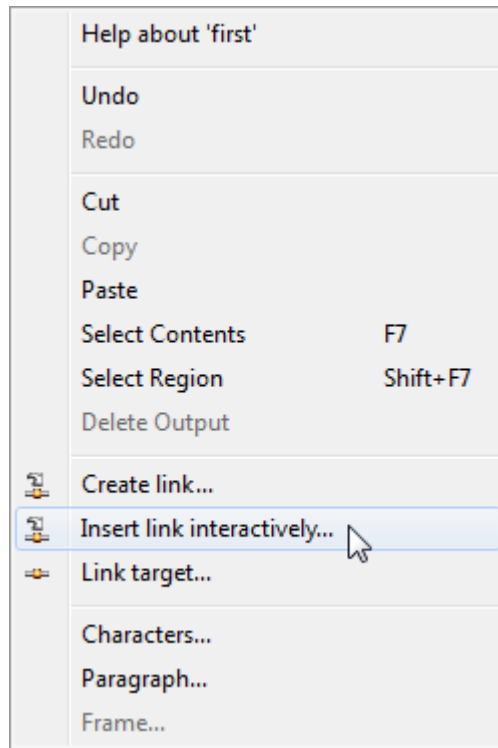 Help about 'first'
Undo
Redo
Cut
Copy
Paste
Select Contents F7
Select Region Shift+F7
Delete Output
Create link...
Insert link interactively...
Link target...
Characters...
Paragraph...
Frame...